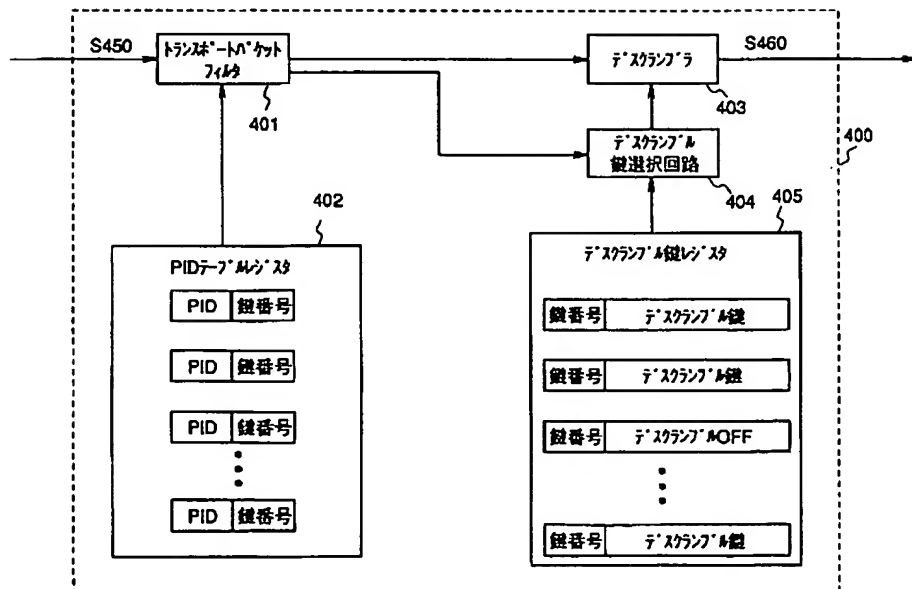 S450
トランスポートパケット
フィルタ
401
デスクランブラ
403
S460
デスクランブル
鍵選択回路
404
400
402
PIDテーブルレジスタ
PID 鍵番号
PID 鍵番号
PID 鍵番号
PID 鍵番号
405
デスクランブル鍵レジスタ
鍵番号 デスクランブル鍵
鍵番号 デスクランブル鍵
鍵番号 デスクランブルOFF
鍵番号 デスクランブル鍵